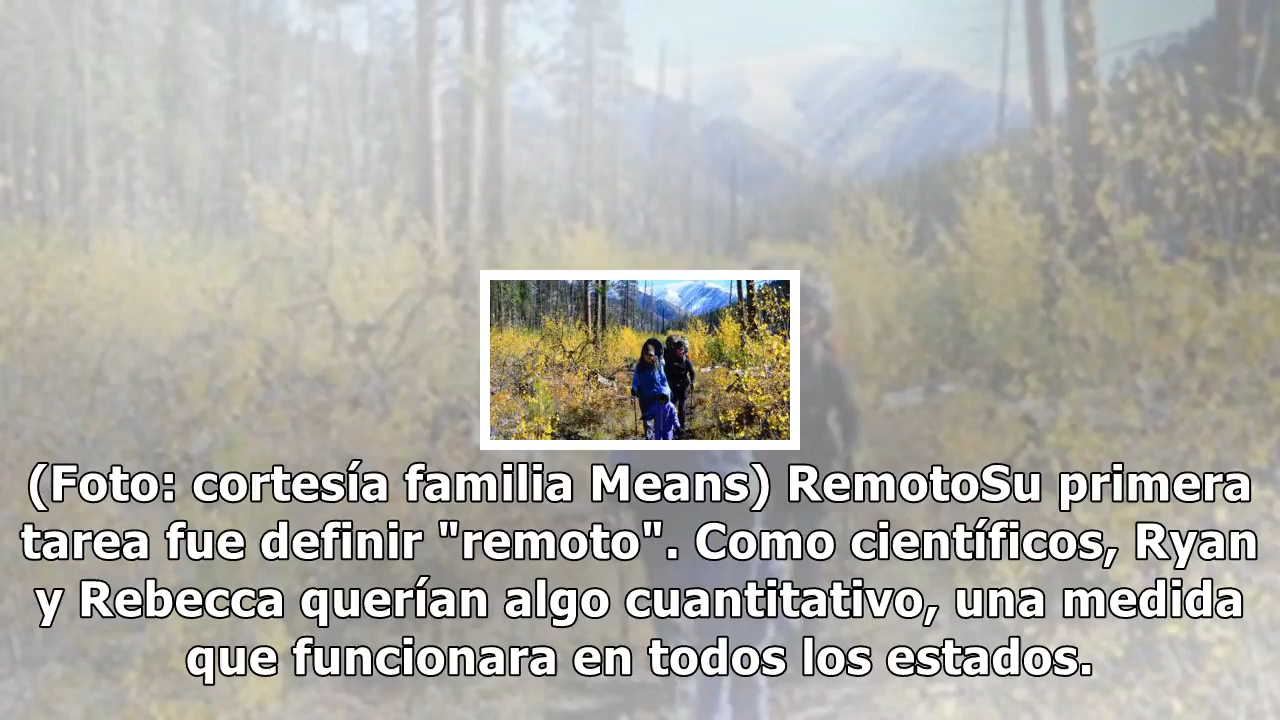 (Foto: cortesía familia Means) RemotoSu primera
tarea fue definir "remoto". Como científicos, Ryan
y Rebecca querían algo cuantitativo, una medida
que funcionara en todos los estados.